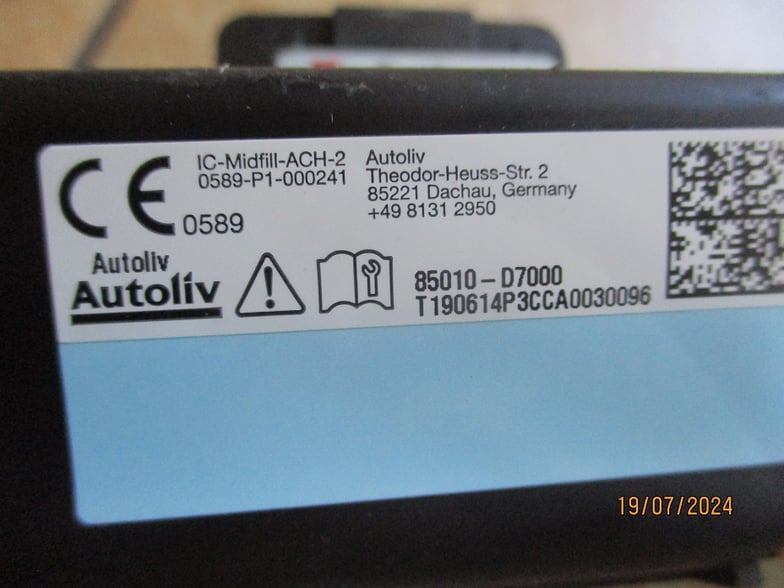 CE 0589
IC-Midfill-ACH-2
0589-P1-000241
Autoliv
Theodor-Heuss-Str. 2
85221 Dachau, Germany
+49 8131 2950
Autoliv
Autoliv
85010-D7000
T190614P3CCA0030096
19/07/2024